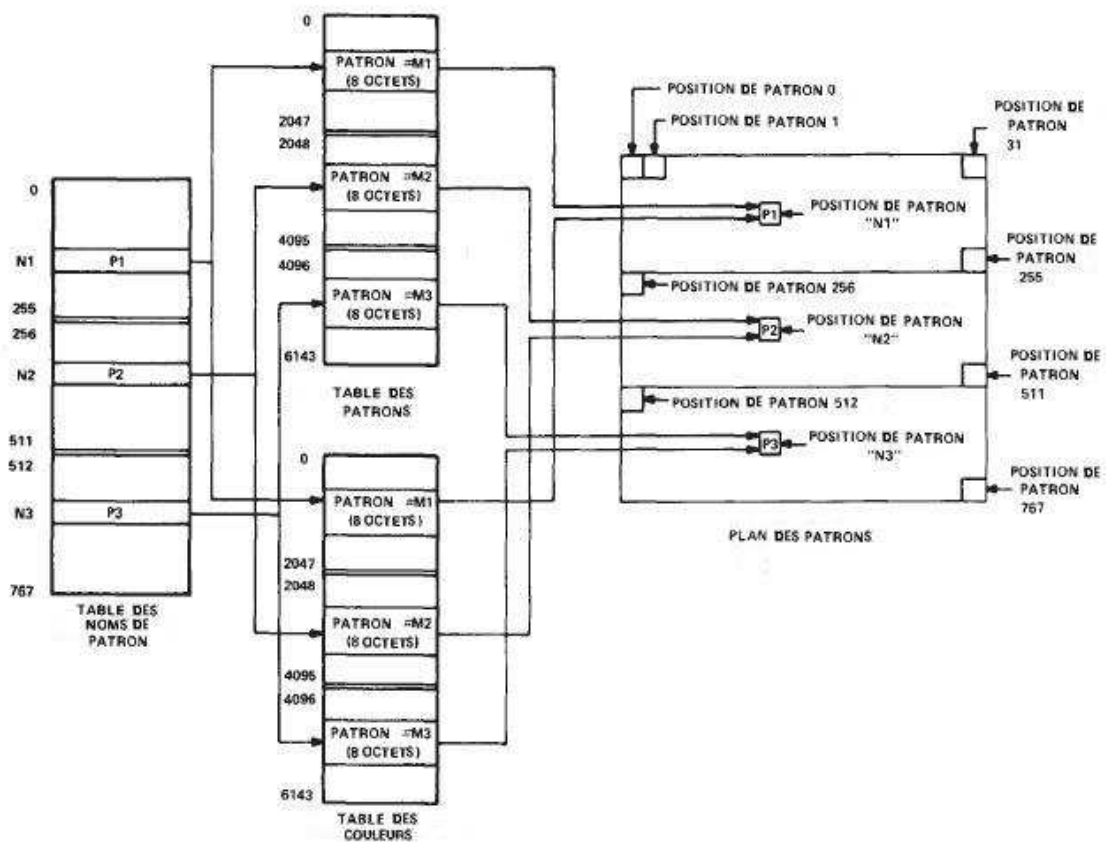 0
N1
P1
255
256
N2
P2
511
512
N3
P3
767
TABLE DES
NOMS DE
PATRON
0
PATRON =M1
(8 OCTETS)
2047
2048
PATRON =M2
(8 OCTETS)
4095
4096
PATRON =M3
(8 OCTETS)
6143
TABLE DES
PATRONS
0
PATRON =M1
(8 OCTETS)
2047
2048
PATRON =M2
(8 OCTETS)
4095
4096
PATRON =M3
(8 OCTETS)
6143
TABLE DES
COULEURS
POSITION DE PATRON 0
POSITION DE PATRON 1
POSITION DE
PATRON
31
P1
POSITION DE PATRON
"N1"
POSITION DE
PATRON
255
POSITION DE PATRON 256
P2
POSITION DE PATRON
"N2"
POSITION DE
PATRON
511
POSITION DE PATRON 512
P3
POSITION DE PATRON
"N3"
POSITION DE
PATRON
767
PLAN DES PATRONS